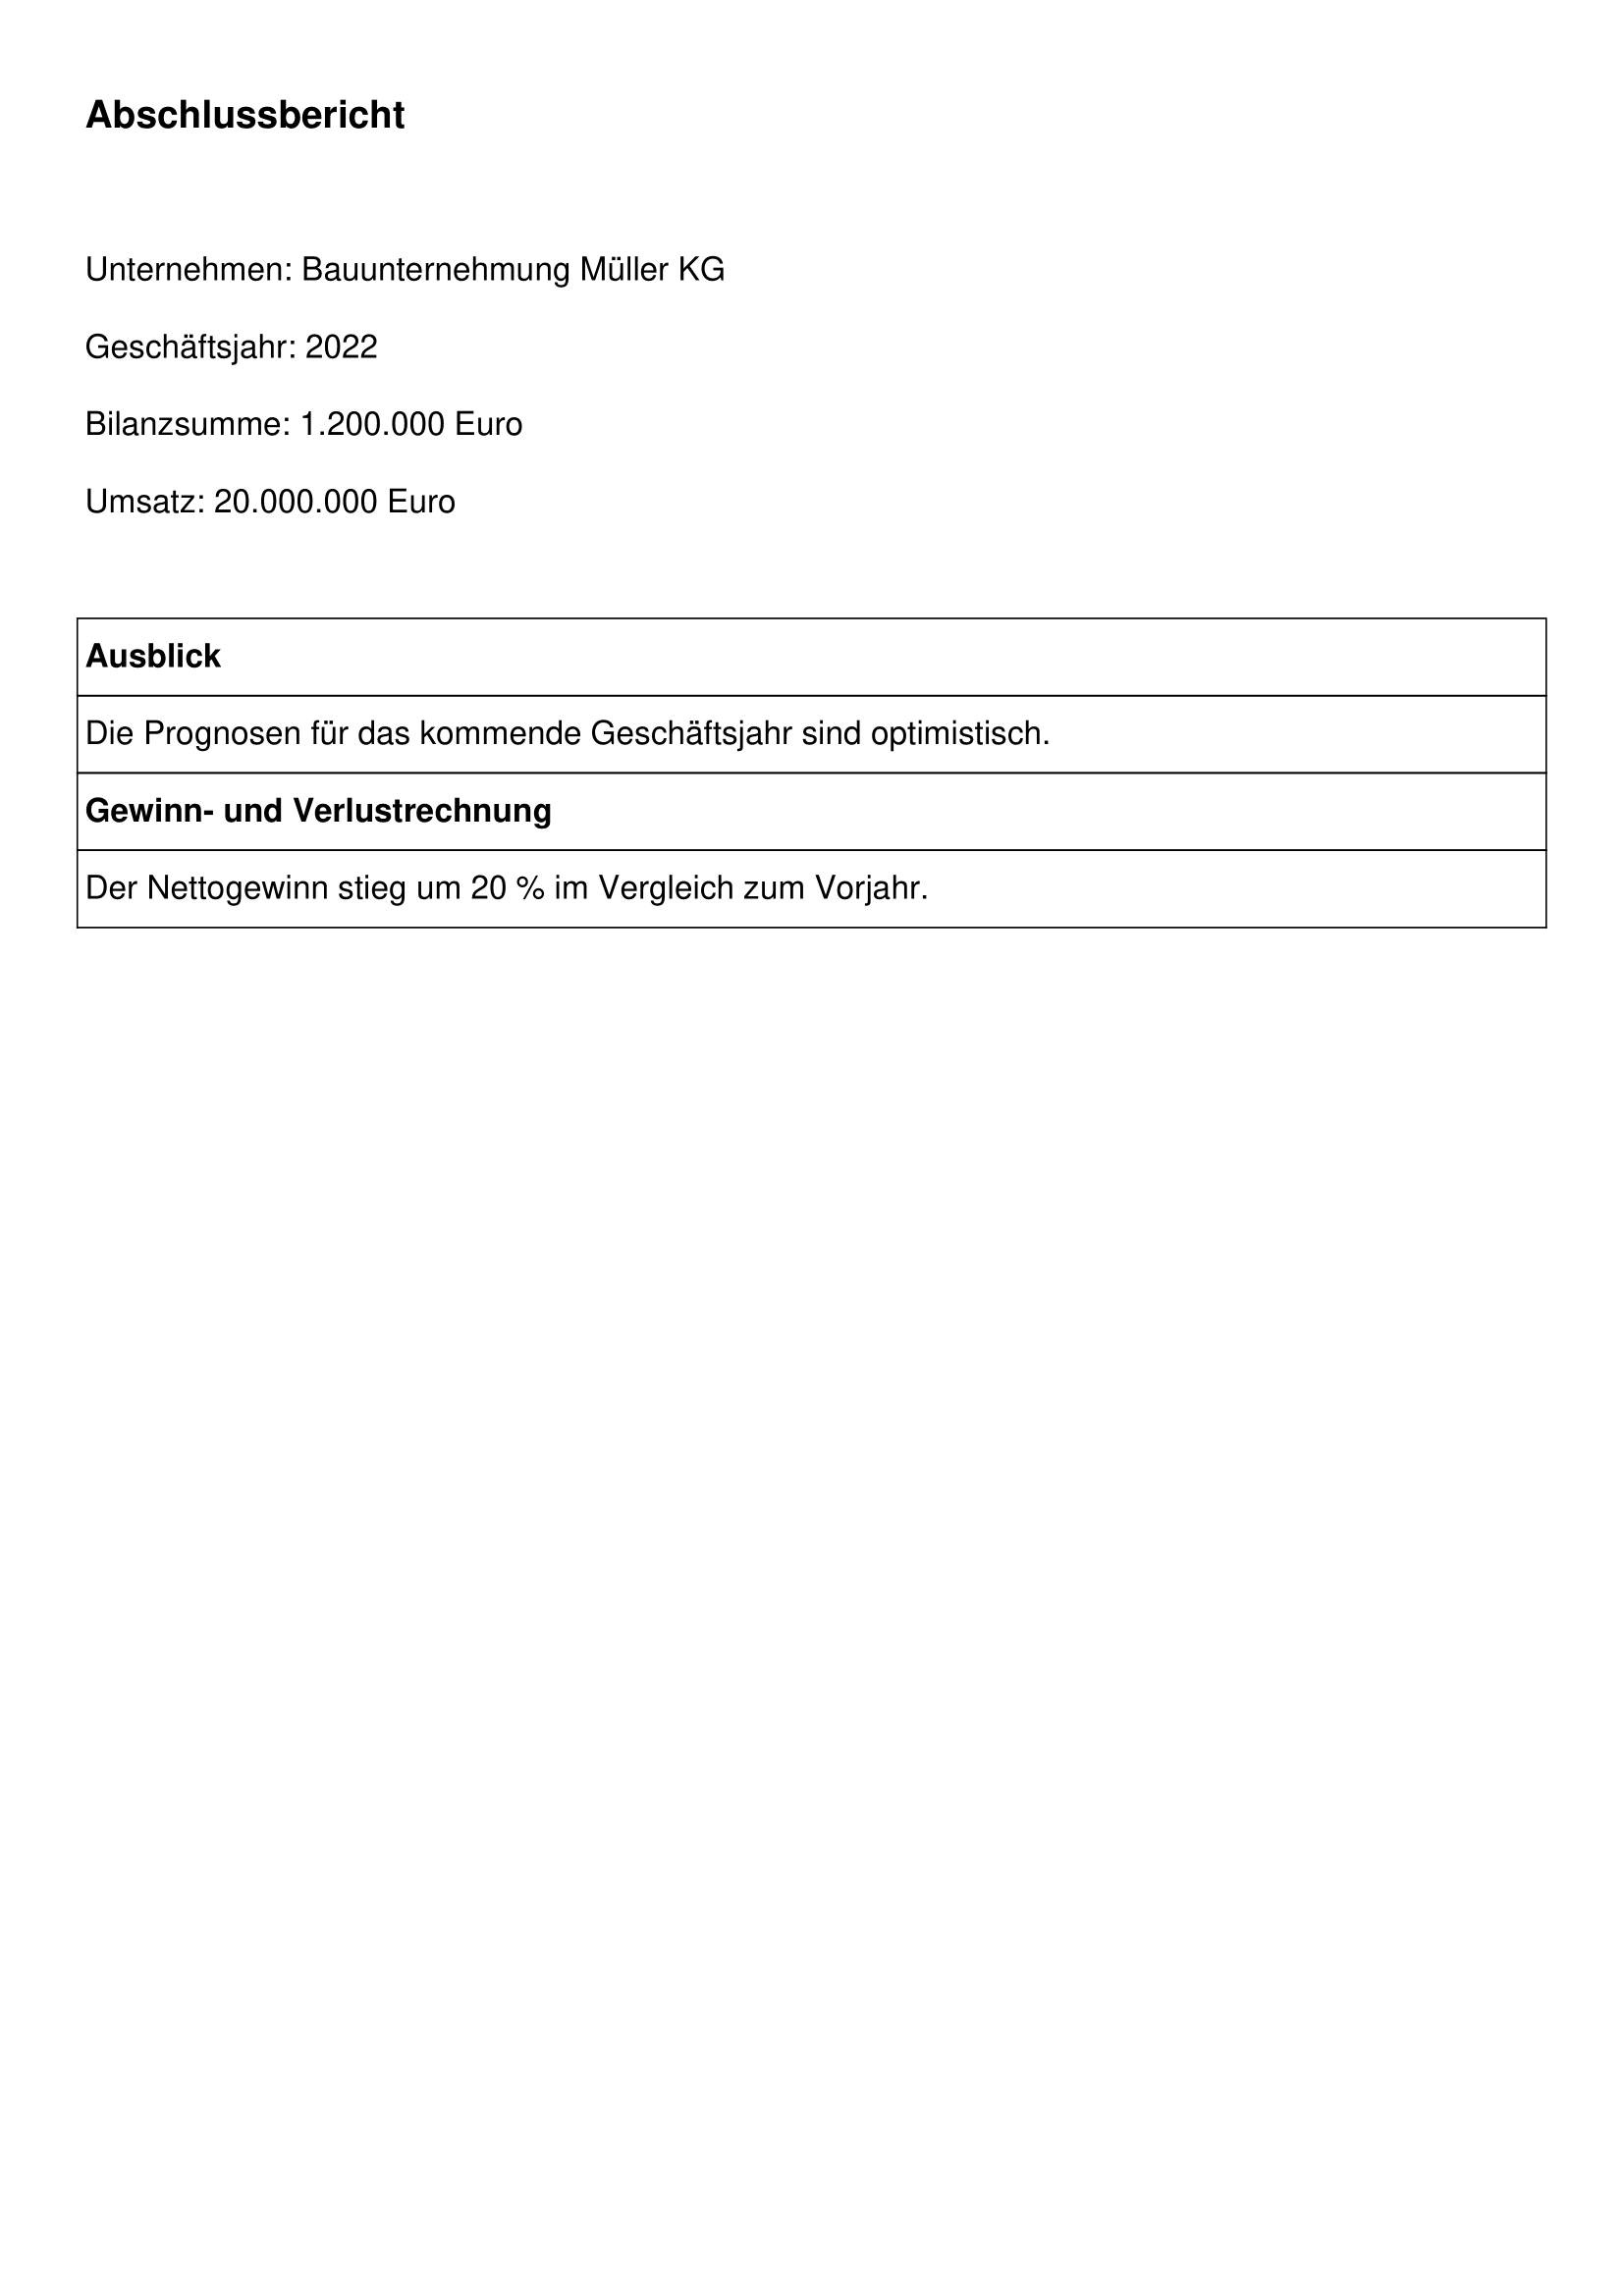 Abschlussbericht
Unternehmen: Bauunternehmung Müller KG
Geschäftsjahr: 2022
Bilanzsumme: 1.200.000 Euro
Umsatz: 20.000.000 Euro
Ausblick
Die Prognosen für das kommende Geschäftsjahr sind optimistisch.
Gewinn- und Verlustrechnung
Der Nettogewinn stieg um 20 % im Vergleich zum Vorjahr.